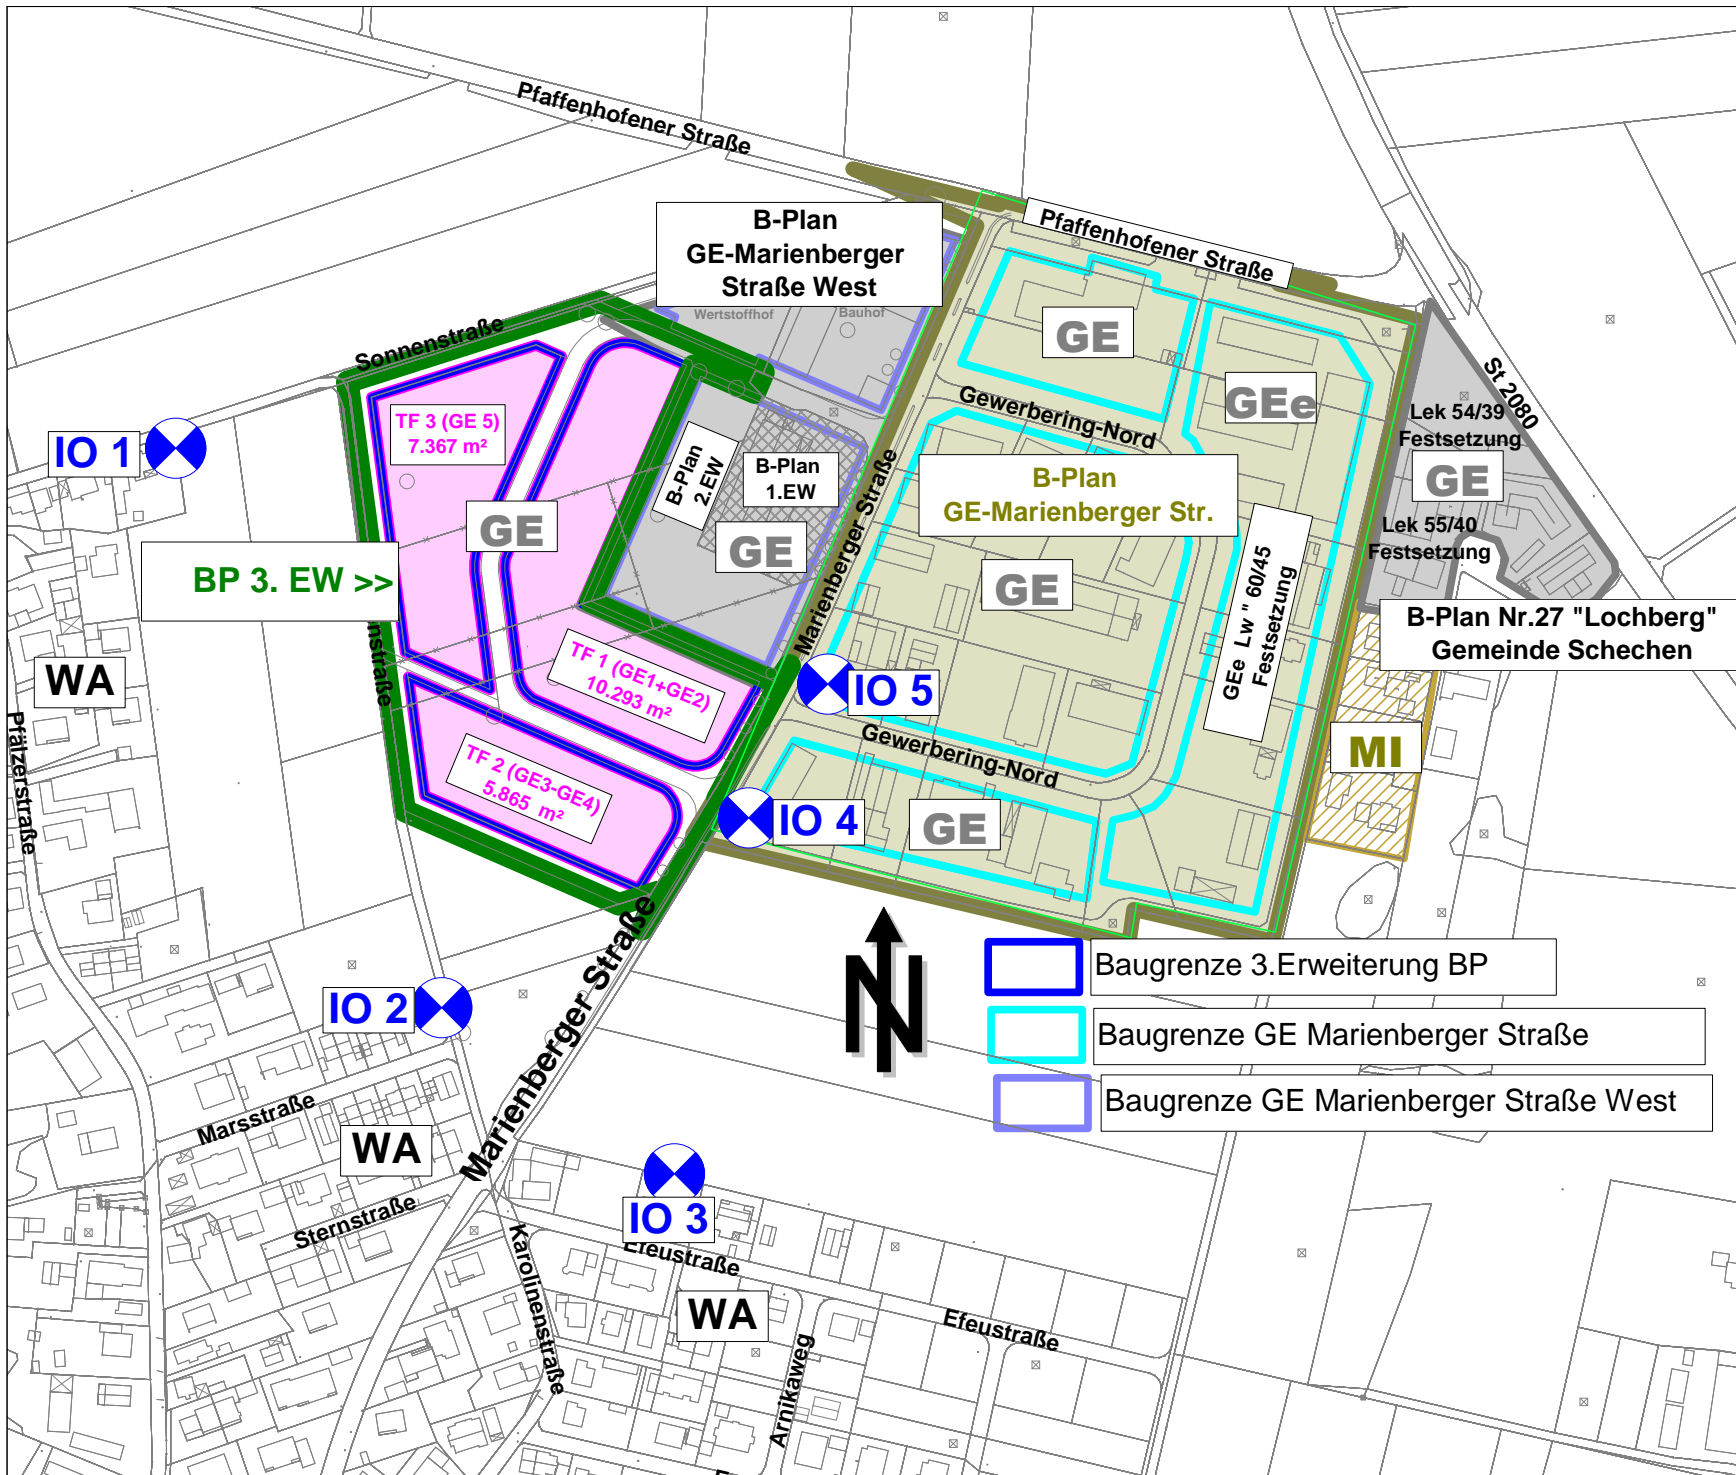 Pfaffenhofener Straße
B-Plan
GE-Marienberger
Straße West
Pfaffenhofener Straße
Wertstoffhof
Bauhof
Sonnenstraße
GE
GEe
St 2080
TF 3 (GE 5)
7.367 m²
Gewerbering-Nord
Lek 54/39
Festsetzung
GE
Lek 55/40
Festsetzung
IO 1
B-Plan
2.EW
B-Plan
1.EW
Marienberger Straße
B-Plan
GE-Marienberger Str.
GE
GE
GE
BP 3. EW >>
nstraße
GEe Lw " 60/45
Festsetzung
B-Plan Nr.27 "Lochberg"
Gemeinde Schechen
WA
TF 1 (GE1+GE2)
10.293 m²
IO 5
Pfälzerstraße
Gewerbering-Nord
MI
TF 2 (GE3-GE4)
5.865 m²
IO 4
GE
N
Baugrenze 3.Erweiterung BP
IO 2
Marienberger Straße
Baugrenze GE Marienberger Straße
Baugrenze GE Marienberger Straße West
Marsstraße
WA
IO 3
Sternstraße
Efeustraße
Karolinenstraße
WA
Efeustraße
Arnikaweg